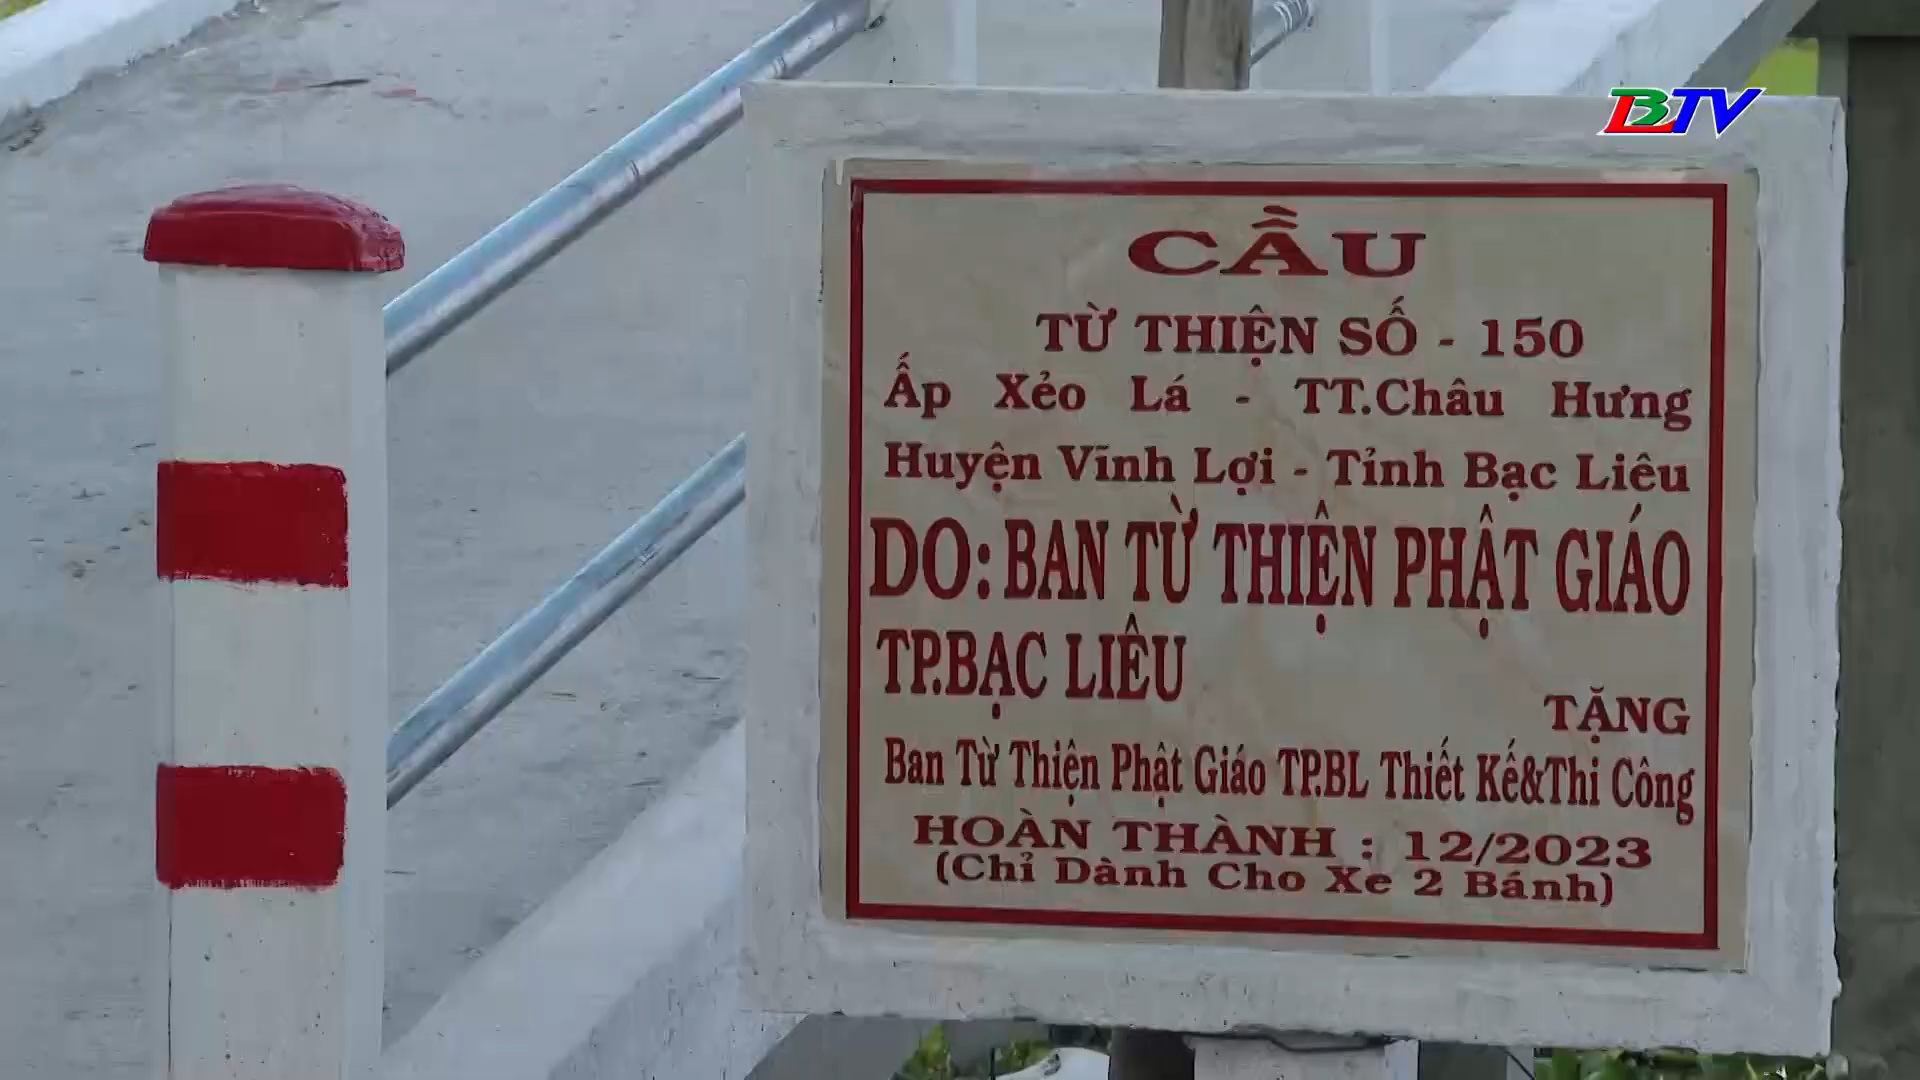 BTV
CẦU
TỪ THIỆN SỐ - 150
Ấp Xẻo Lá - TT.Châu Hưng
Huyện Vĩnh Lợi - Tỉnh Bạc Liêu
DO: BAN TỪ THIỆN PHẬT GIÁO
TP.BẠC LIÊU
TẶNG
Ban Từ Thiện Phật Giáo TP.BL Thiết Kế&Thi Công
HOÀN THÀNH : 12/2023
(Chỉ Dành Cho Xe 2 Bánh)